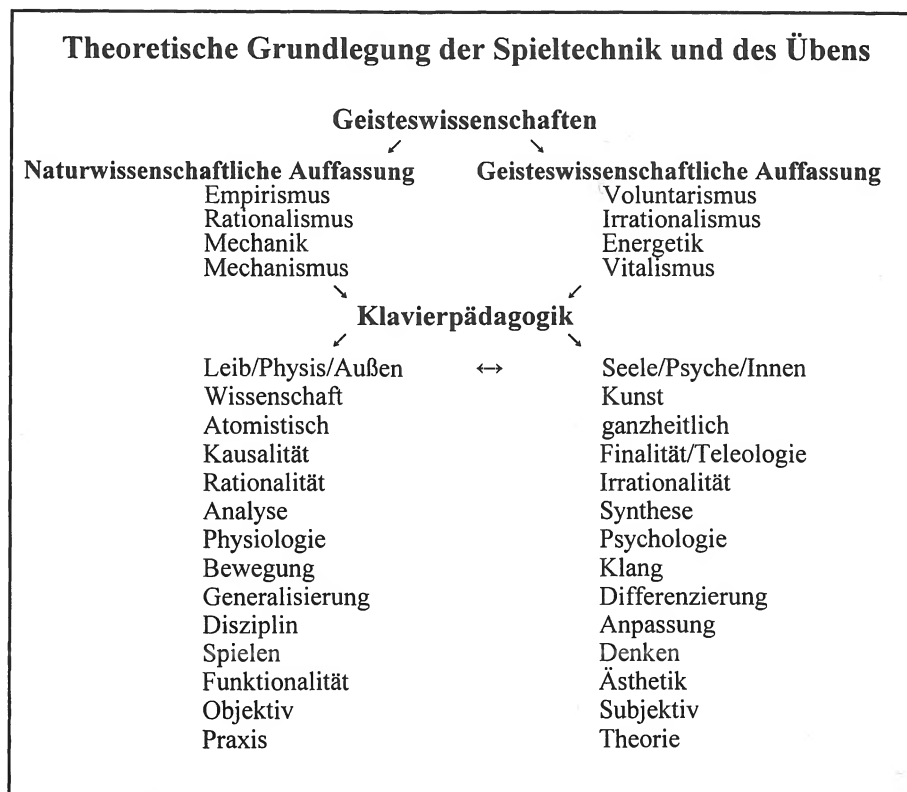 Theoretische Grundlegung der Spieltechnik und des Übens
Geisteswissenschaften
↙ ↘
Naturwissenschaftliche Auffassung Geisteswissenschaftliche Auffassung
Empirismus Voluntarismus
Rationalismus Irrationalismus
Mechanik Energetik
Mechanismus Vitalismus
↘ ↙
Klavierpädagogik
↙ ↘
Leib/Physis/Außen ↔ Seele/Psyche/Innen
Wissenschaft Kunst
Atomistisch ganzheitlich
Kausalität Finalität/Teleologie
Rationalität Irrationalität
Analyse Synthese
Physiologie Psychologie
Bewegung Klang
Generalisierung Differenzierung
Disziplin Anpassung
Spielen Denken
Funktionalität Ästhetik
Objektiv Subjektiv
Praxis Theorie